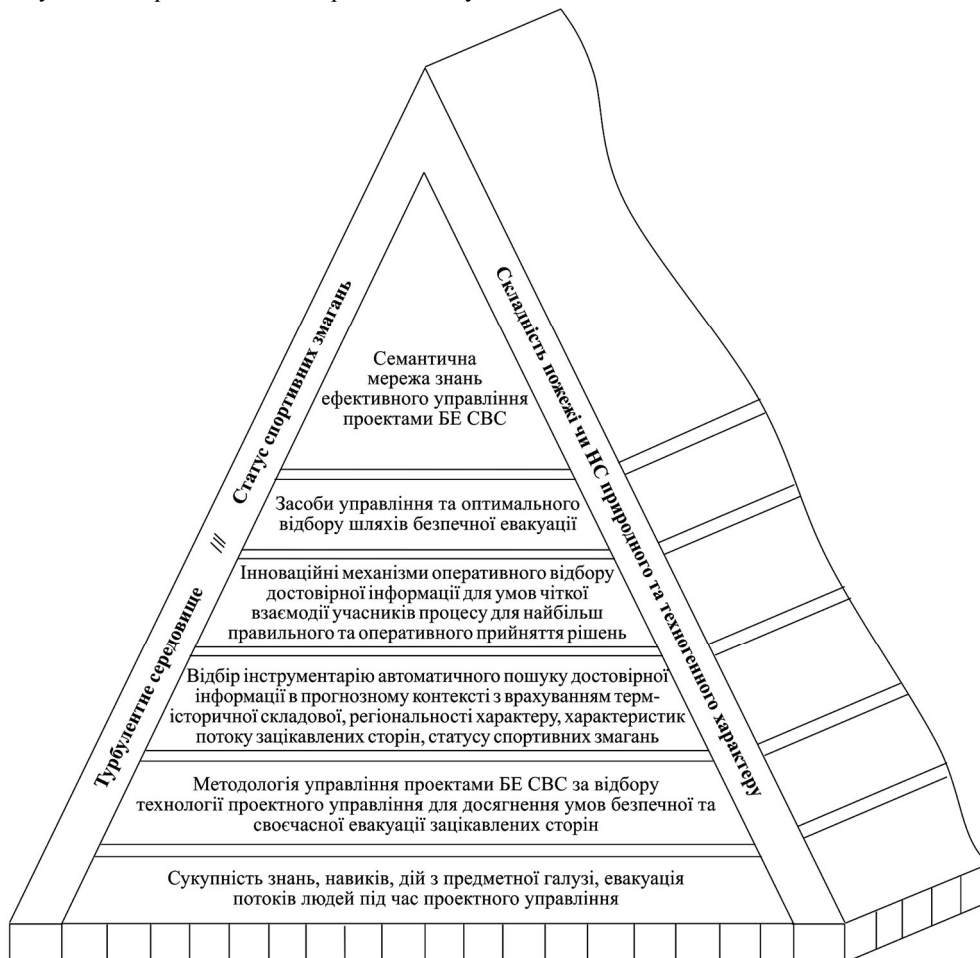 Статус спортивних змагань
Турбулентне середовище
Складність пожежі чи НС природного та техногенного характеру
Семантична
мережа знань
ефективного управління
проектами БЕ СВС
Засоби управління та оптимального
відбору шляхів безпечної евакуації
Інноваційні механізми оперативного відбору
достовірної інформації для умов чіткої
взаємодії учасників процесу для найбільш
правильного та оперативного прийняття рішень
Відбір інструментарію автоматичного пошуку достовірної
інформації в прогнозному контексті з врахуванням терм-
історичної складової, регіональності характеру, характеристик
потоку зацікавлених сторін, статусу спортивних змагань
Методологія управління проектами БЕ СВС за відбору
технології проектного управління для досягнення умов безпечної та
своєчасна евакуації зацікавлених сторін
Сукупність знань, навиків, дій з предметної галузі, евакуація
потоків людей під час проектного управління